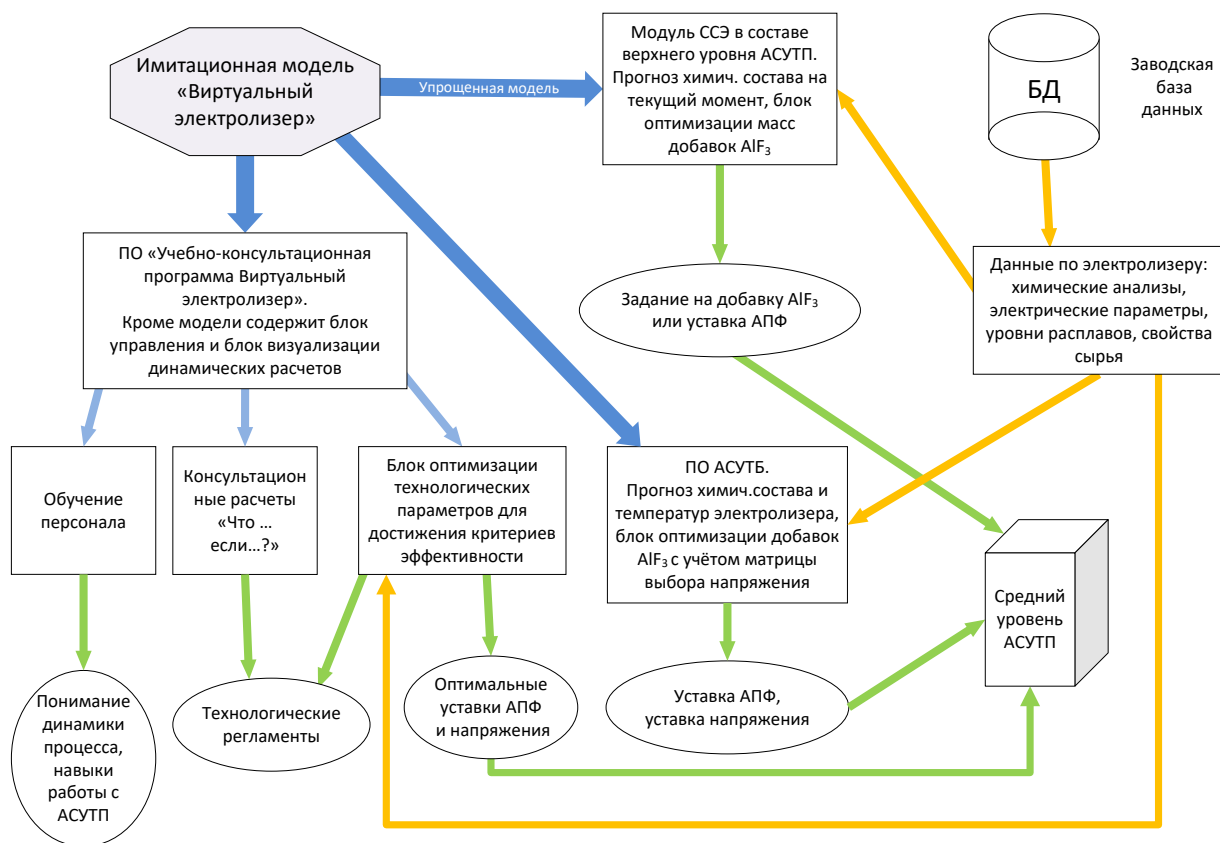 Имитационная модель
«Виртуальный
электролизер»
Упрощенная модель
Модуль ССЭ в составе
верхнего уровня АСУТП.
Прогноз химич. состава на
текущий момент, блок
оптимизации масс
добавок AlF₃
БД
Заводская
база
данных
ПО «Учебно-консультационная
программа Виртуальный
электролизер».
Кроме модели содержит блок
управления и блок визуализации
динамических расчетов
Задание на добавку AlF₃
или уставка АПФ
Данные по электролизеру:
химические анализы,
электрические параметры,
уровни расплавов, свойства
сырья
Обучение
персонала
Консультацион
ные расчеты
«Что ...
если...?»
Блок оптимизации
технологических
параметров для
достижения критериев
эффективности
ПО АСУТБ.
Прогноз химич.состава и
температур электролизера,
блок оптимизации добавок
AlF₃ с учётом матрицы
выбора напряжения
Средний
уровень
АСУТП
Понимание
динамики
процесса,
навыки
работы с
АСУТП
Технологические
регламенты
Оптимальные
уставки АПФ
и напряжения
Уставка АПФ,
уставка напряжения